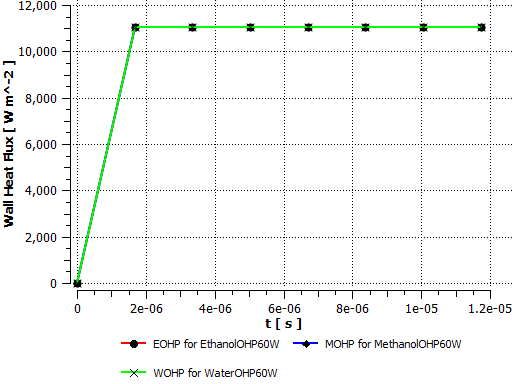 12,000
10,000
8,000
6,000
4,000
2,000
0
Wall Heat Flux [ W m^-2 ]
0 2e-06 4e-06 6e-06 8e-06 1e-05 1.2e-05
t [ s ]
EOHP for EthanolOHP60W MOHP for MethanolOHP60W
WOHP for WaterOHP60W